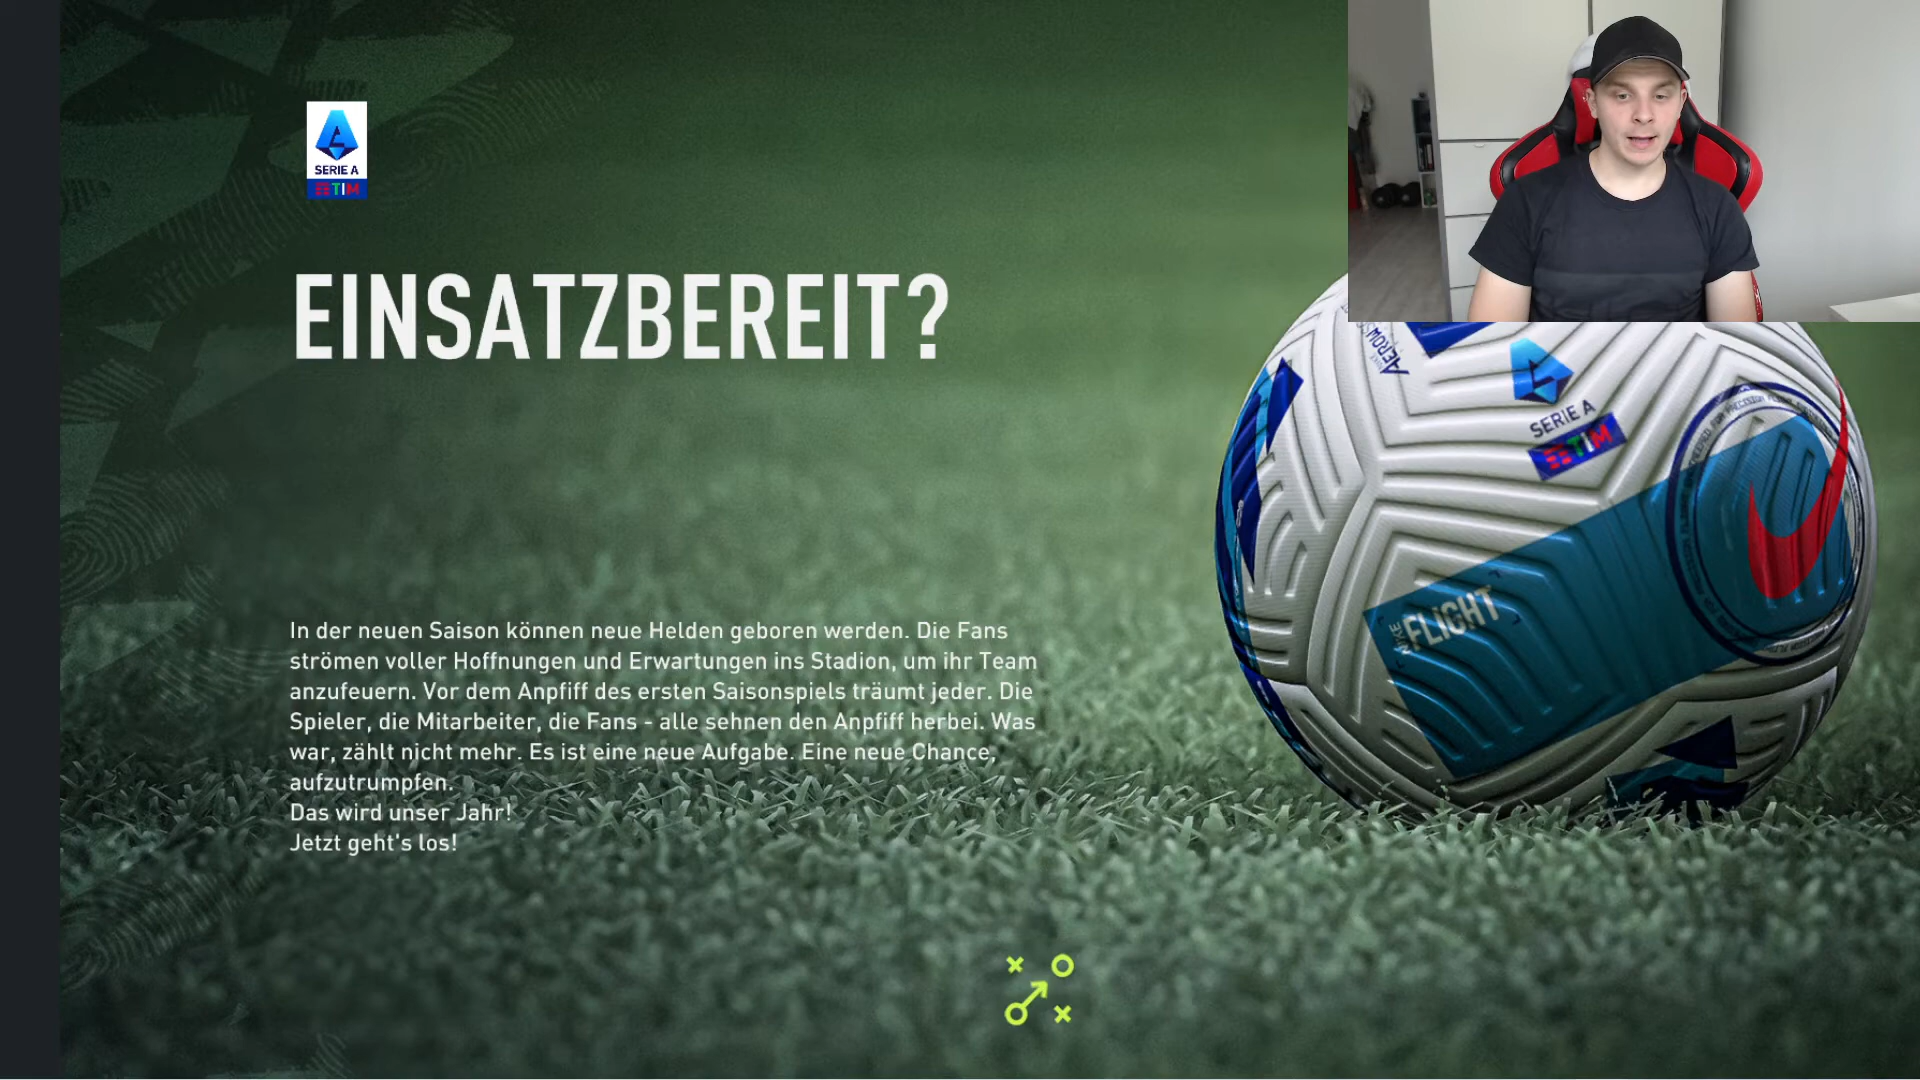 SERIE A
TIM
EINSATZBEREIT?
AEROW
SERIE A
TIM
NIKE
FLIGHT
In der neuen Saison können neue Helden geboren werden. Die Fans
strömen voller Hoffnungen und Erwartungen ins Stadion, um ihr Team
anzufeuern. Vor dem Anpfiff des ersten Saisonspiels träumt jeder. Die
Spieler, die Mitarbeiter, die Fans - alle sehnen den Anpfiff herbei. Was
war, zählt nicht mehr. Es ist eine neue Aufgabe. Eine neue Chance,
aufzutrumpfen.
Das wird unser Jahr!
Jetzt geht's los!